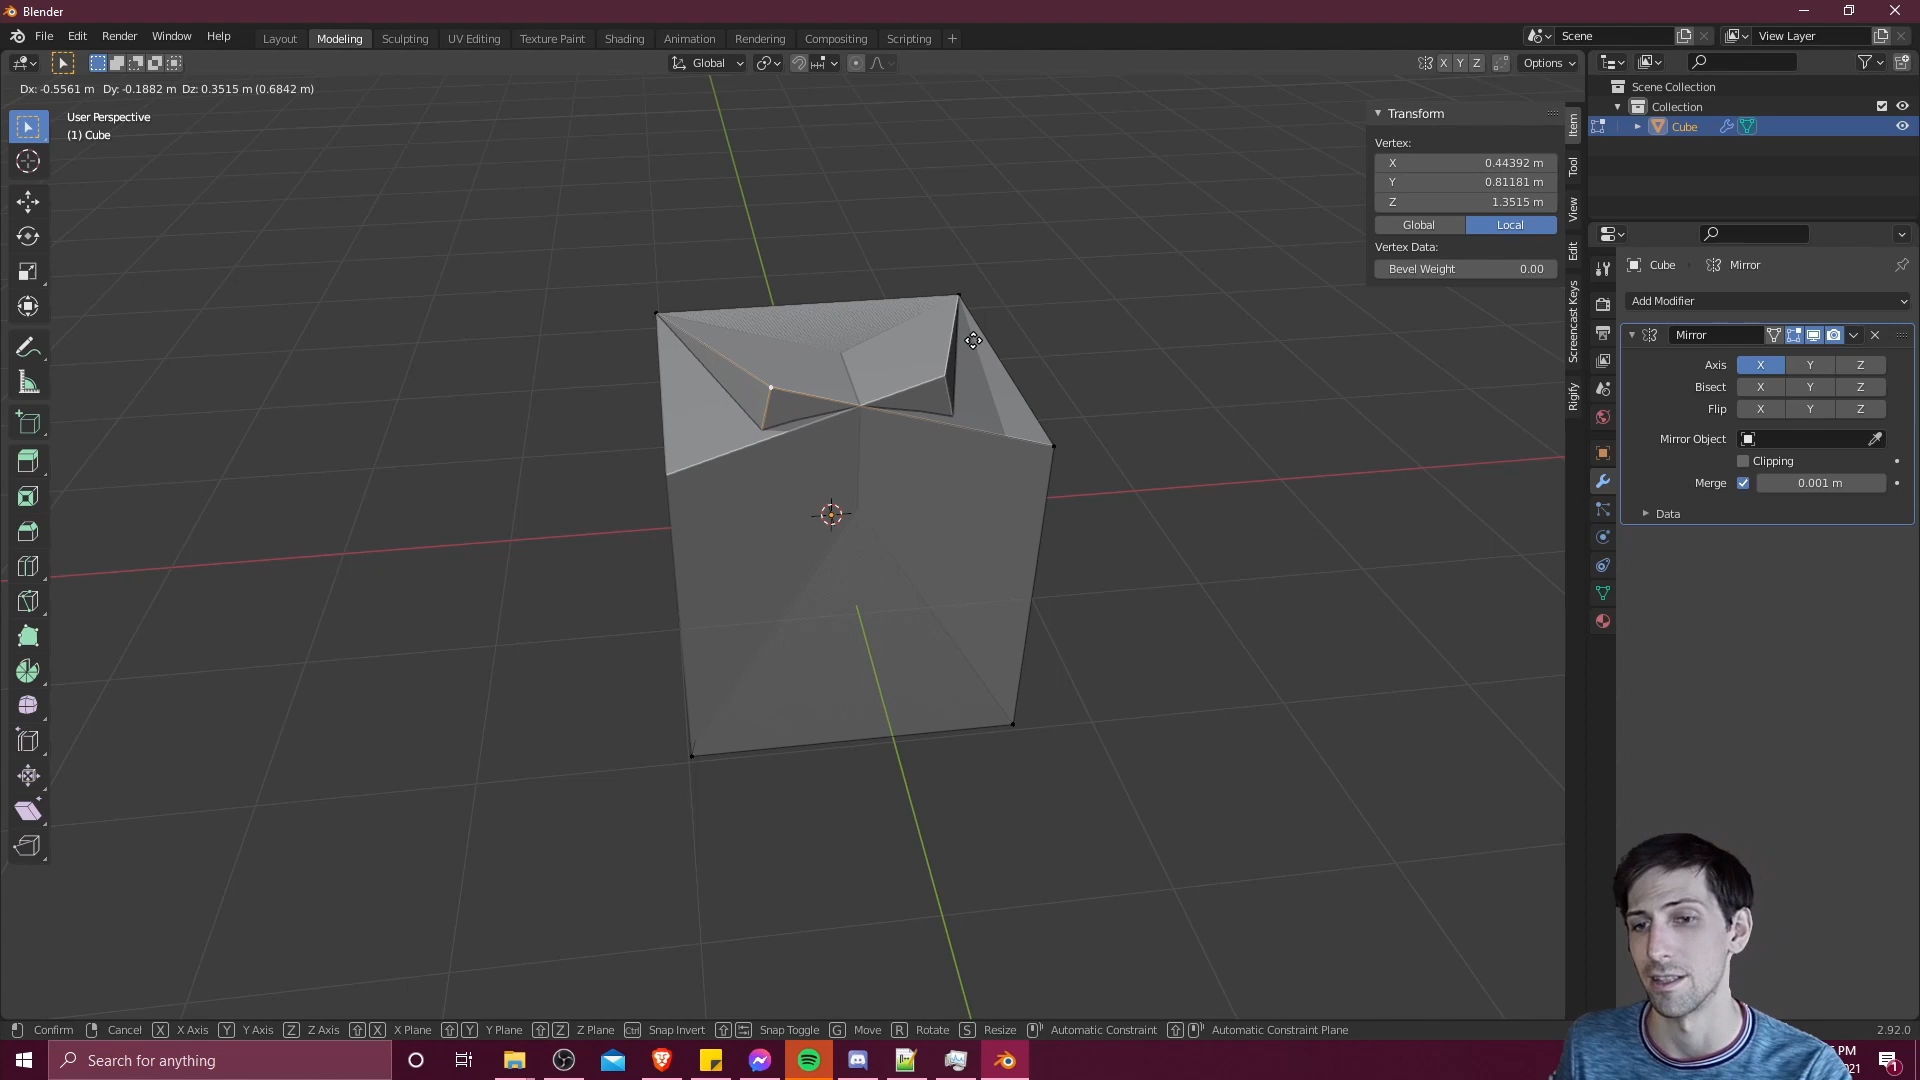 Blender
File Edit Render Window Help Layout Modeling Sculpting UV Editing Texture Paint Shading Animation Rendering Compositing Scripting Scene View Layer
Global X Y Z Options
Dx: -0.5561 m Dy: -0.1882 m Dz: 0.3515 m (0.6842 m)
User Perspective
(1) Cube
Transform
Vertex:
X 0.44392 m
Y 0.81181 m
Z 1.3515 m
Global Local
Vertex Data:
Bevel Weight 0.00
Item
Tool
View
Edit
Screencast Keys
Rigify
Scene Collection
Collection
Cube
Cube Mirror
Add Modifier
Mirror
Axis X Y Z
Bisect X Y Z
Flip X Y Z
Mirror Object
Clipping
Merge 0.001 m
Data
Confirm Cancel X X Axis Y Y Axis Z Z Axis X X Plane Y Y Plane Z Z Plane Ctrl Snap Invert Snap Toggle G Move R Rotate S Resize Automatic Constraint Automatic Constraint Plane 2.92.0
Search for anything
PM
1